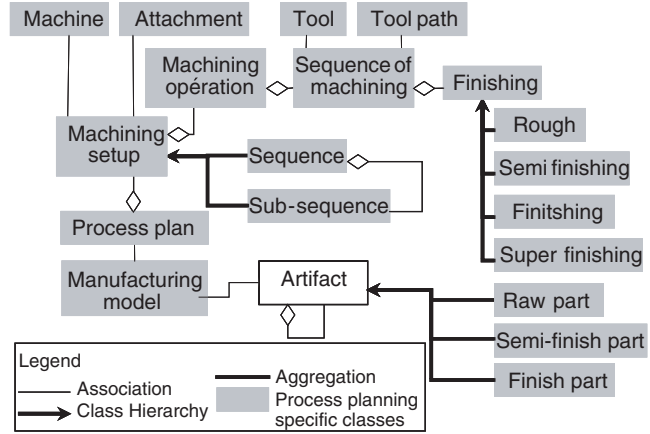 Machine
Attachment
Tool
Tool path
Machining
opération
Sequence of
machining
Finishing
Rough
Semi finishing
Finitshing
Super finishing
Machining
setup
Sequence
Sub-sequence
Process plan
Manufacturing
model
Artifact
Raw part
Semi-finish part
Finish part
Legend
Association
Class Hierarchy
Aggregation
Process planning
specific classes